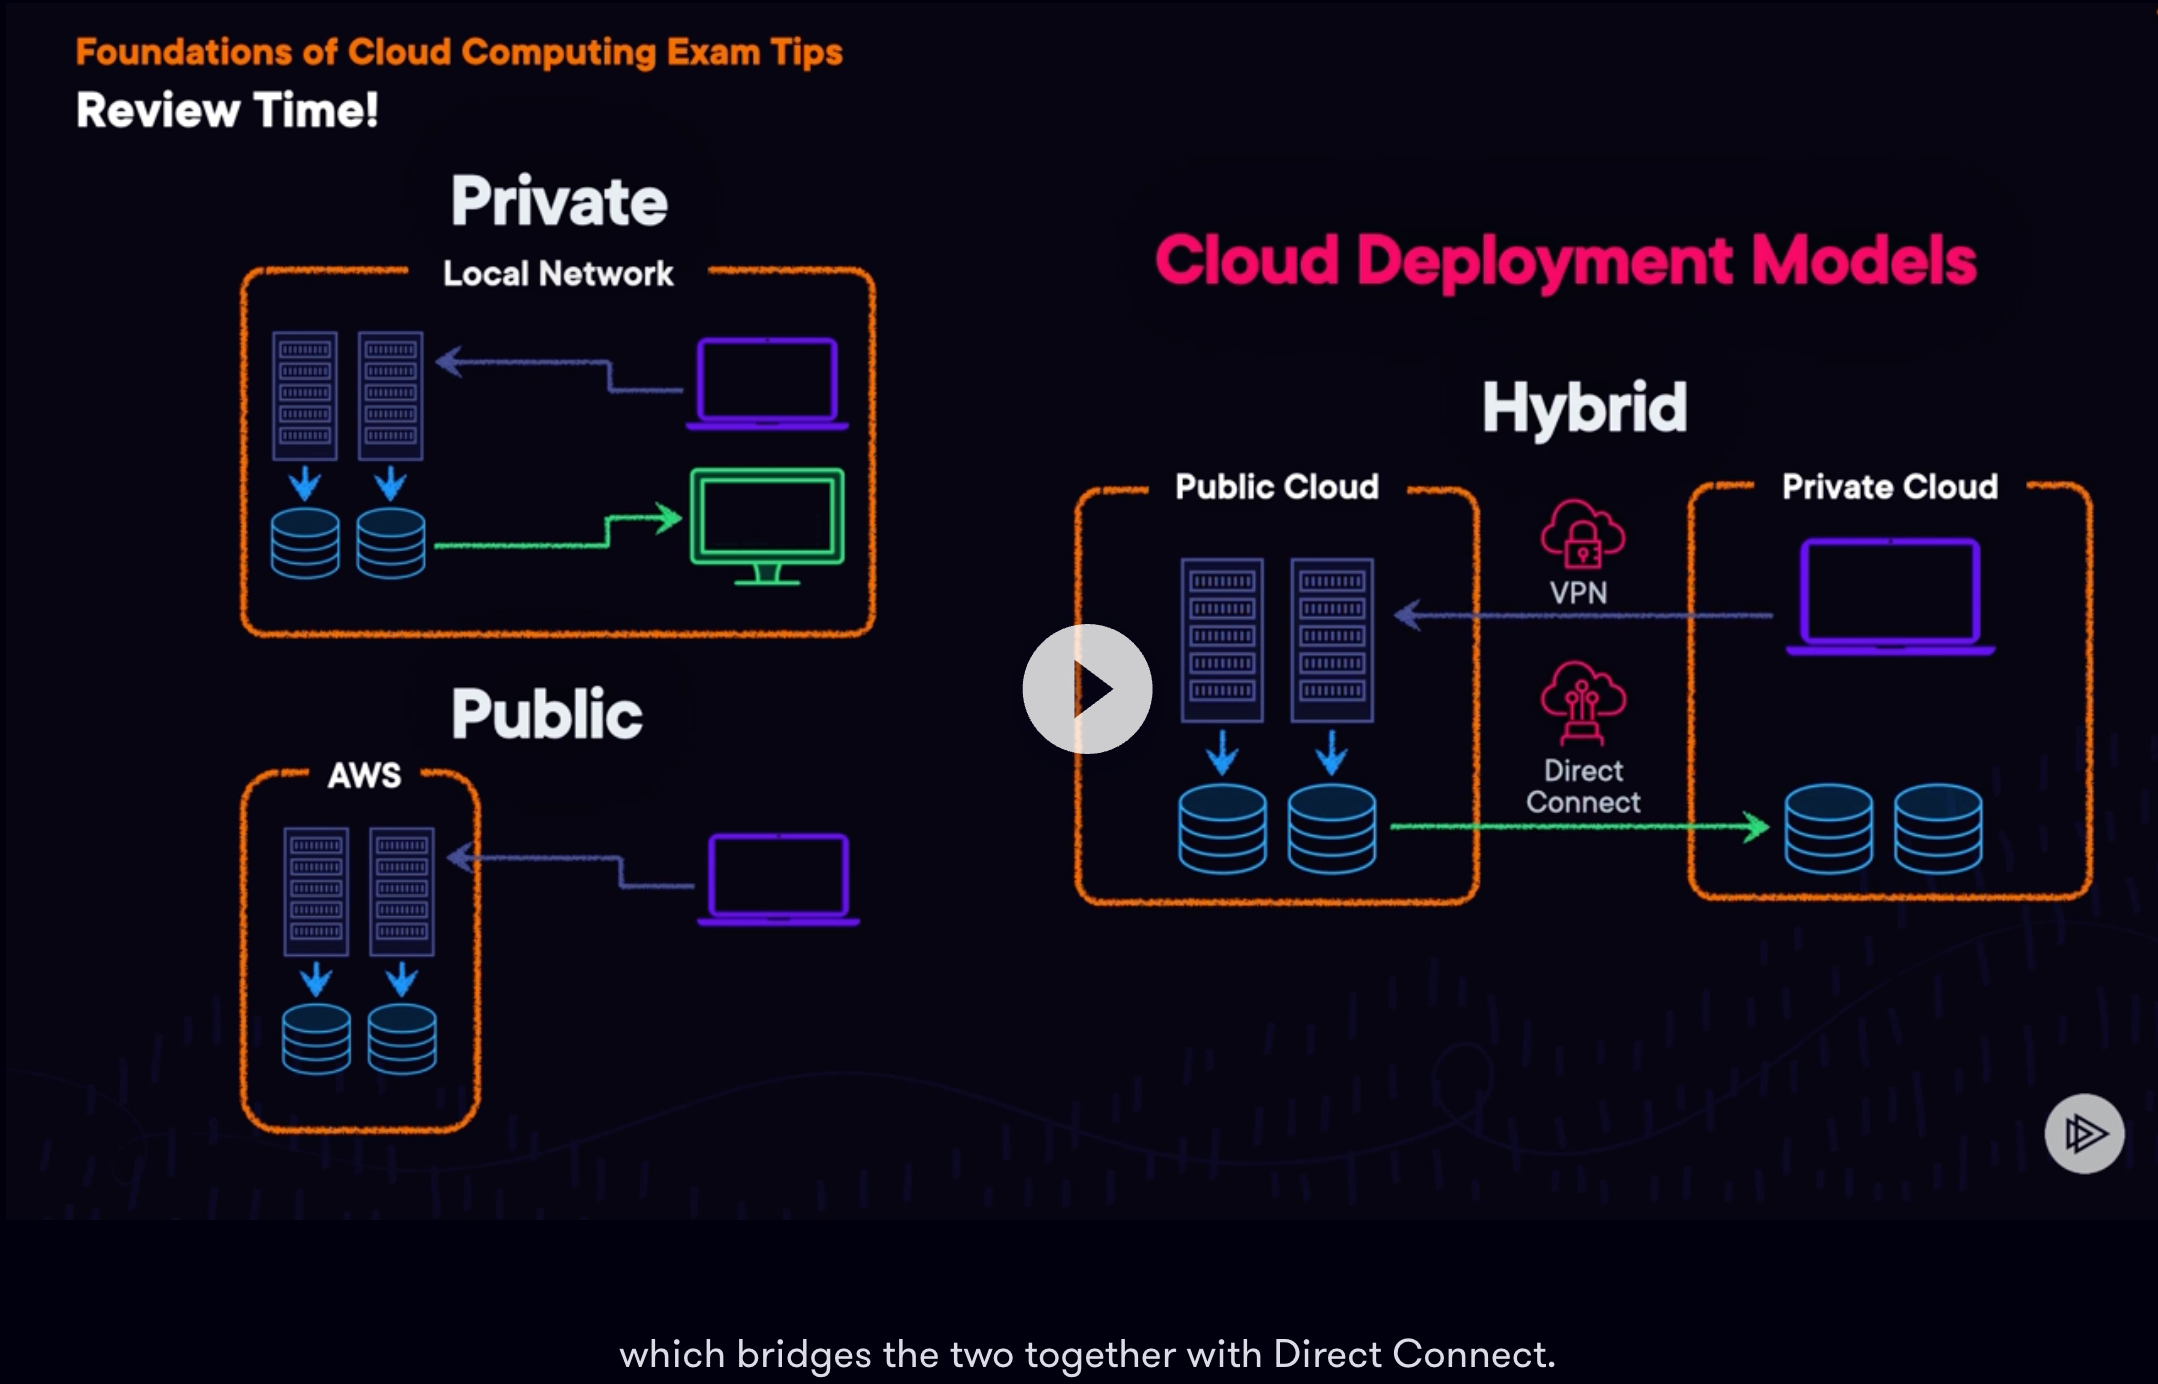 Foundations of Cloud Computing Exam Tips
Review Time!
Private
Local Network
Public
AWS
Cloud Deployment Models
Hybrid
Public Cloud
VPN
Direct
Connect
Private Cloud
which bridges the two together with Direct Connect.